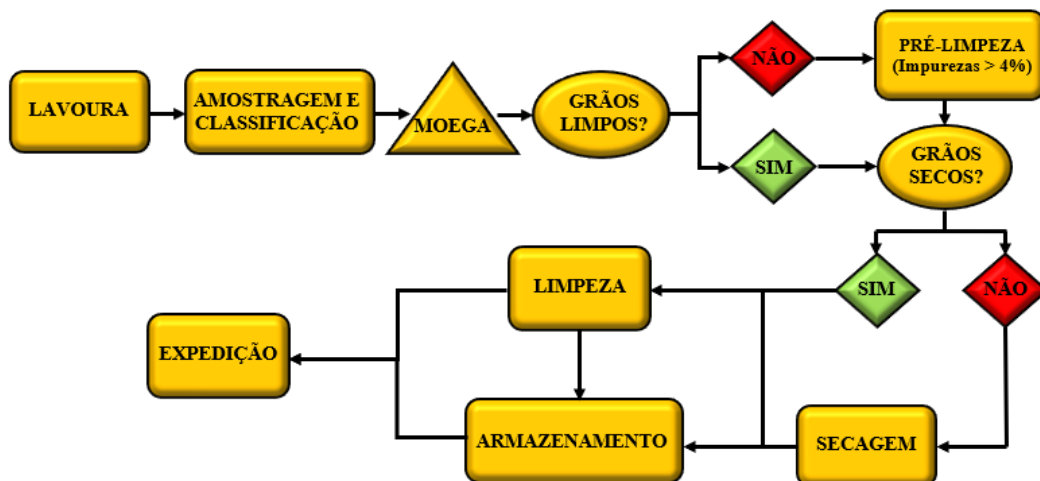 LAVOURA
AMOSTRAGEM E
CLASSIFICAÇÃO
MOEGA
GRÃOS
LIMPOS?
NÃO
PRÉ-LIMPEZA
(Impurezas > 4%)
SIM
GRÃOS
SECOS?
SIM
NÃO
LIMPEZA
EXPEDIÇÃO
ARMAZENAMENTO
SECAGEM